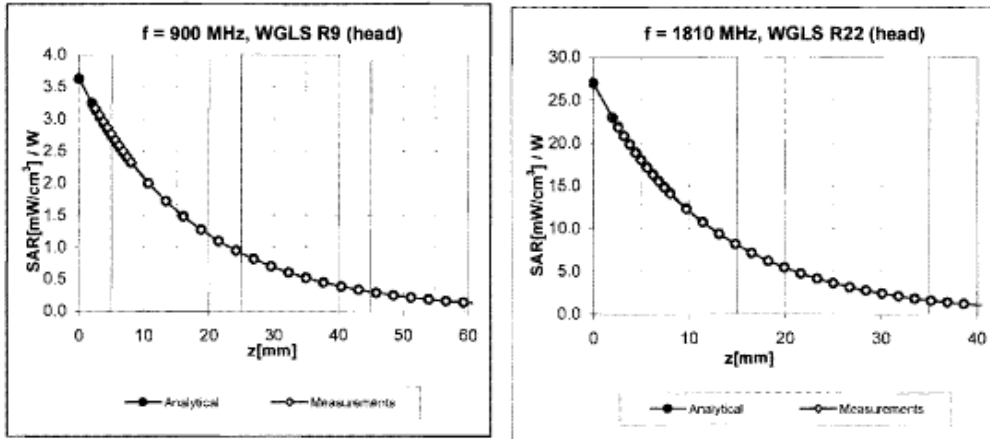 f = 900 MHz, WGLS R9 (head)
SAR[mW/cm³] / W
4.0
3.5
3.0
2.5
2.0
1.5
1.0
0.5
0.0
0 10 20 30 40 50 60
z[mm]
Analytical Measurements
f = 1810 MHz, WGLS R22 (head)
SAR[mW/cm³] / W
30.0
25.0
20.0
15.0
10.0
5.0
0.0
0 10 20 30 40
z[mm]
Analytical Measurements